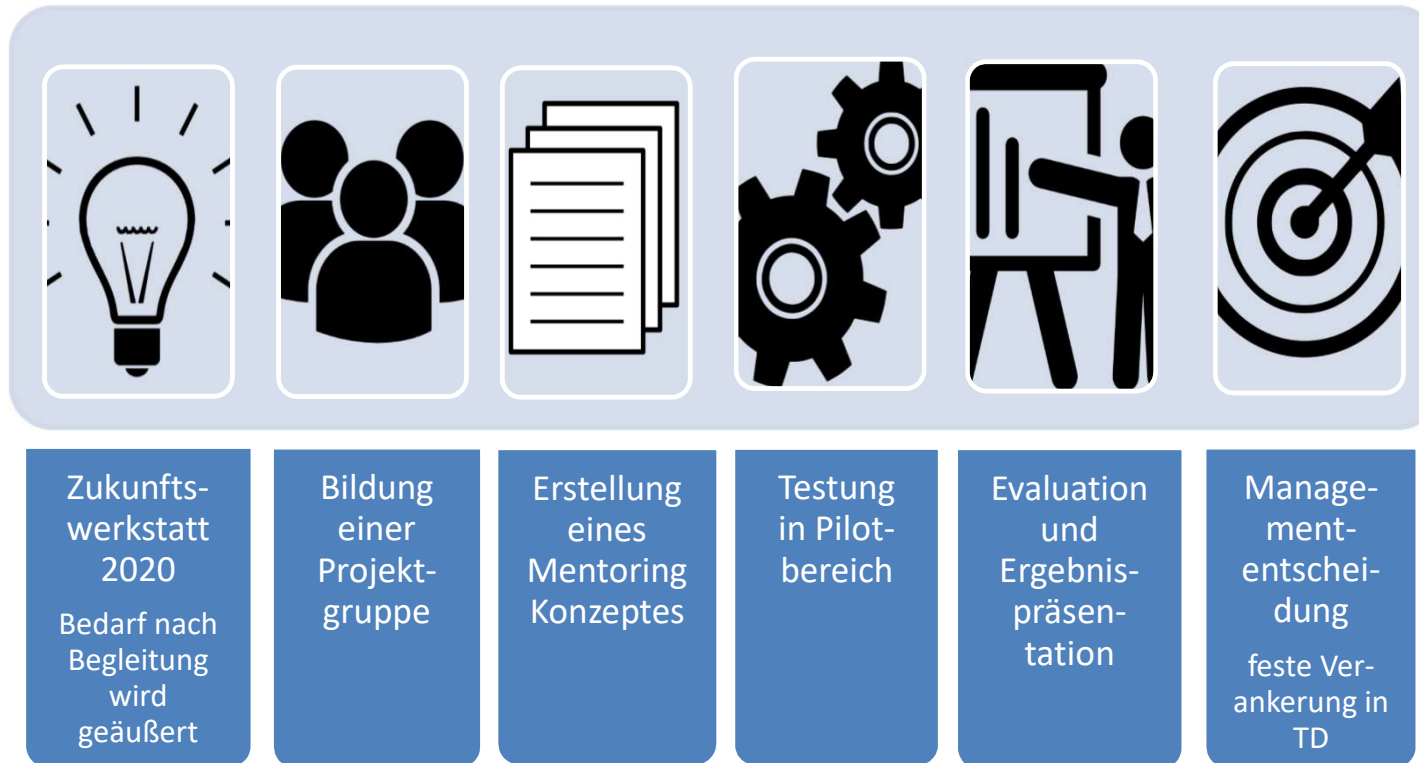 Zukunfts-
werkstatt
2020
Bedarf nach
Begleitung
wird
geäußert
Bildung
einer
Projekt-
gruppe
Erstellung
eines
Mentoring
Konzeptes
Testung
in Pilot-
bereich
Evaluation
und
Ergebnis-
präsen-
tation
Manage-
ment-
entschei-
dung
feste Ver-
ankerung in
TD